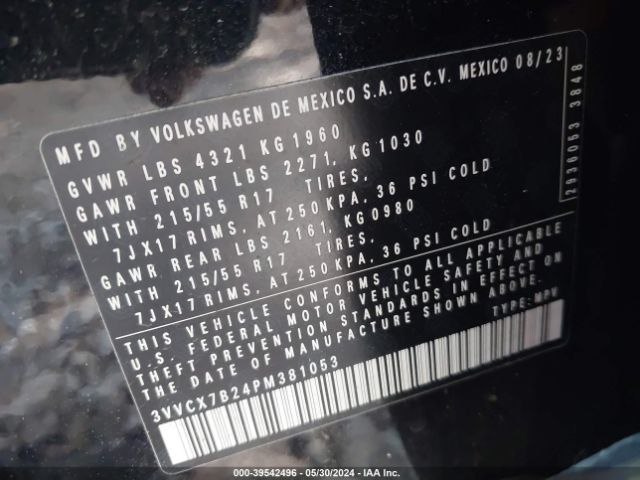 MFD BY VOLKSWAGEN DE MEXICO S.A. DE C.V. MEXICO 08/23
GVWR LBS 4321 KG 1960
GAWR FRONT LBS 2271, KG 1030
WITH 215/55 R17 TIRES,
7JX17 RIMS, AT 250 KPA, 36 PSI COLD
GAWR REAR LBS 2161, KG0980
WITH 215/55 R17 TIRES,
7JX17 RIMS, AT 250 KPA, 36 PSI COLD
THIS VEHICLE CONFORMS TO ALL APPLICABLE
U.S. FEDERAL MOTOR VEHICLE SAFETY AND
THEFT PREVENTION STANDARDS IN EFFECT ON
THE DATE OF MANUFACTURE SHOWN ABOVE.
3VVCX7B24PM381053 TYPE: MPV
2936053 3848
000-39542496 - 05/30/2024 - IAA Inc.